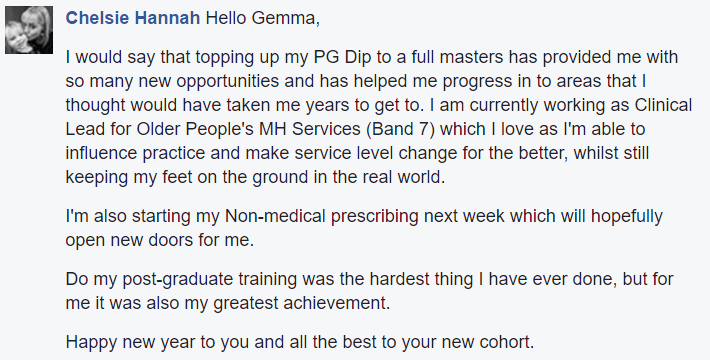 Chelsie Hannah Hello Gemma,
I would say that topping up my PG Dip to a full masters has provided me with
so many new opportunities and has helped me progress in to areas that I
thought would have taken me years to get to. I am currently working as Clinical
Lead for Older People's MH Services (Band 7) which I love as I'm able to
influence practice and make service level change for the better, whilst still
keeping my feet on the ground in the real world.
I'm also starting my Non-medical prescribing next week which will hopefully
open new doors for me.
Do my post-graduate training was the hardest thing I have ever done, but for
me it was also my greatest achievement.
Happy new year to you and all the best to your new cohort.